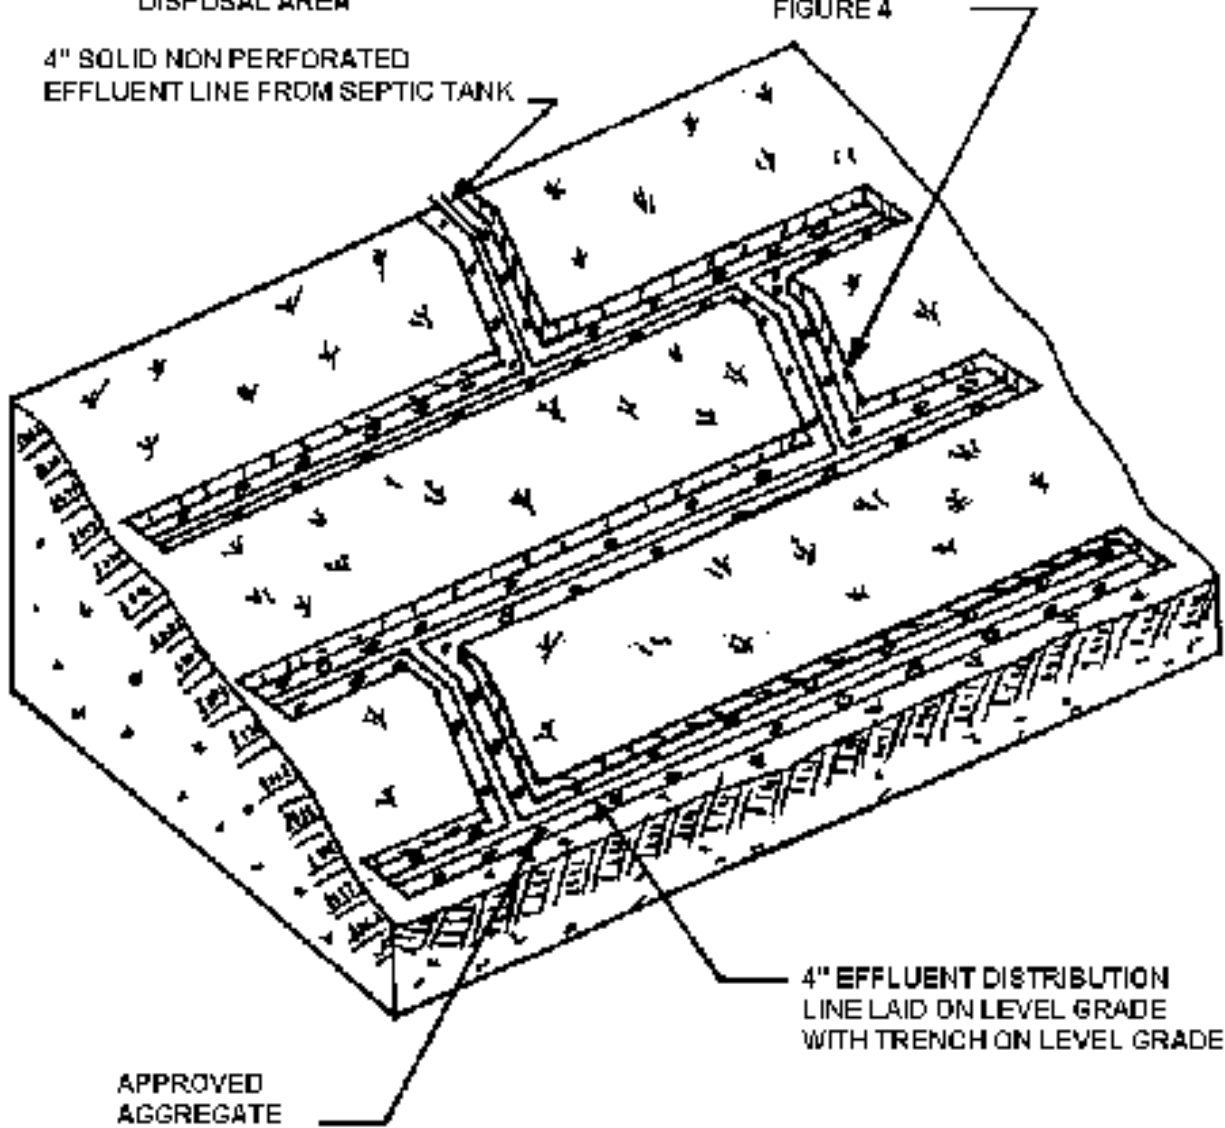 DISPOSAL AREA
FIGURE 4
4" SOLID NON PERFORATED
EFFLUENT LINE FROM SEPTIC TANK
4" EFFLUENT DISTRIBUTION
LINE LAID ON LEVEL GRADE
WITH TRENCH ON LEVEL GRADE
APPROVED
AGGREGATE